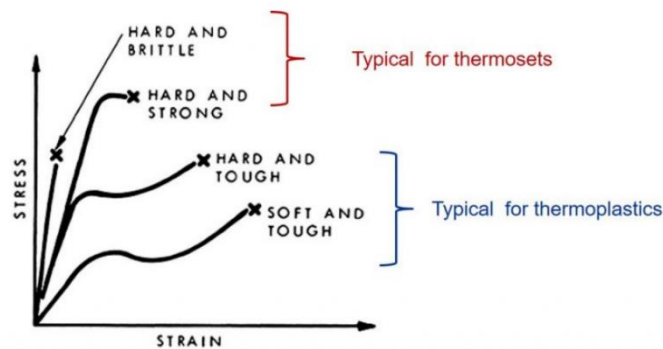 HARD AND
BRITTLE
Typical for thermosets
HARD AND
STRONG
HARD AND
TOUGH
SOFT AND
TOUGH
Typical for thermoplastics
STRESS
STRAIN